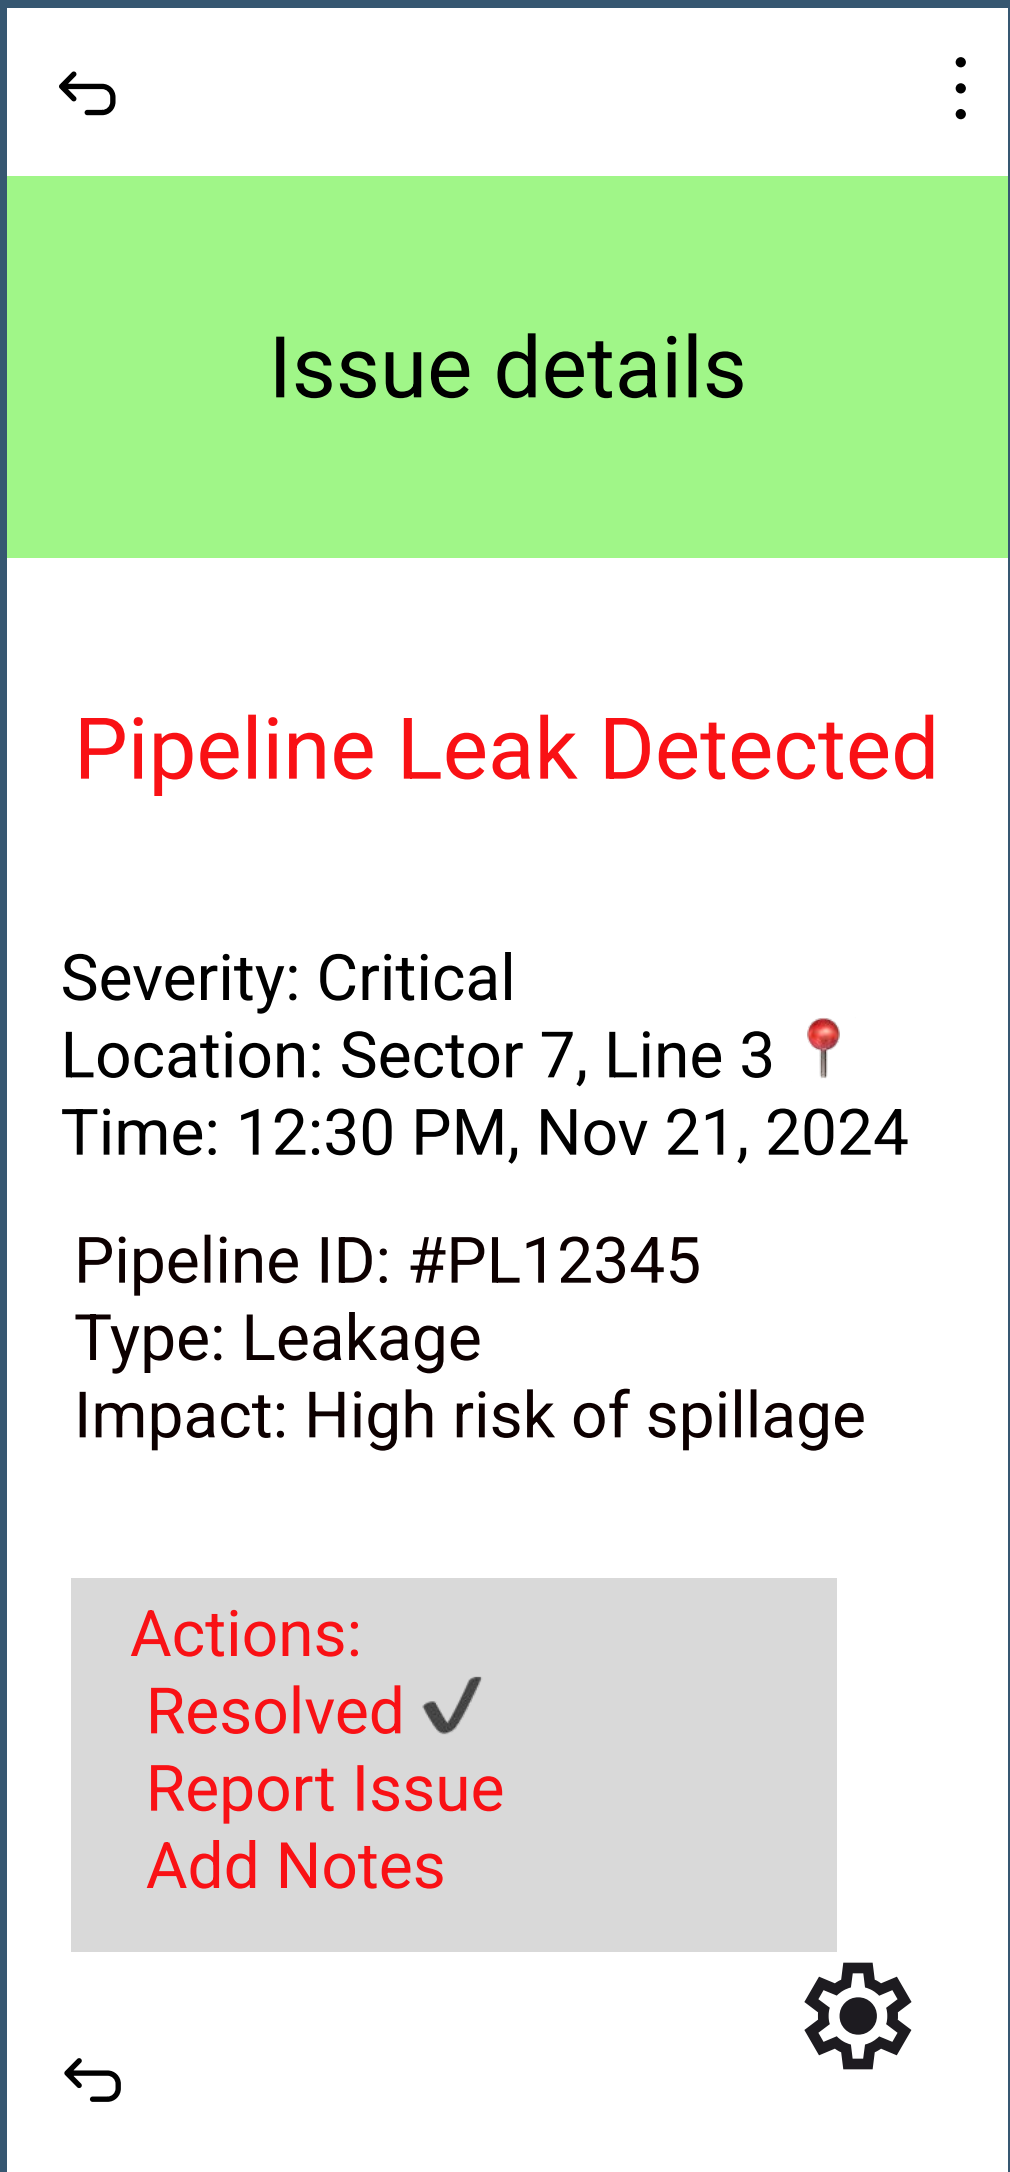 Issue details
Pipeline Leak Detected
Severity: Critical
Location: Sector 7, Line 3 📍
Time: 12:30 PM, Nov 21, 2024
Pipeline ID: #PL12345
Type: Leakage
Impact: High risk of spillage
Actions:
Resolved ✔
Report Issue
Add Notes